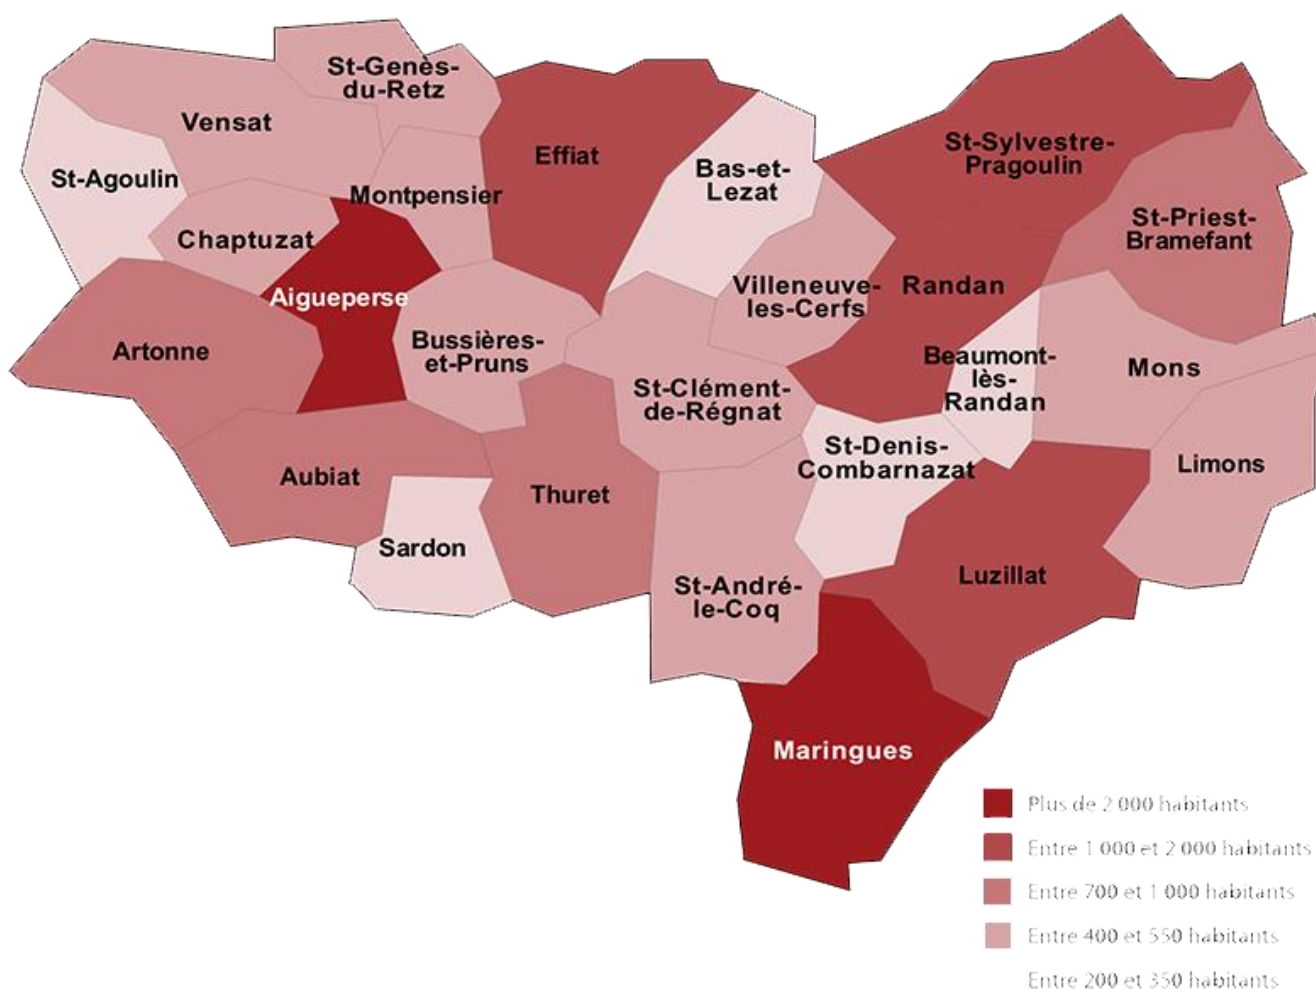 St-Genès-
du-Retz
Vensat
St-Agoulin
Montpensier
Effiat
Bas-et-
Lezat
St-Sylvestre-
Pragoulin
Chaptuzat
St-Priest-
Bramefant
Aigueperse
Villeneuve-
les-Cerfs
Randan
Artonne
Bussières-
et-Pruns
Beaumont-
lès-
Randan
Mons
St-Clément-
de-Régnat
St-Denis-
Combarnazat
Limons
Aubiat
Thuret
Sardon
St-André-
le-Coq
Luzillat
Maringues
Plus de 2 000 habitants
Entre 1 000 et 2 000 habitants
Entre 700 et 1 000 habitants
Entre 400 et 550 habitants
Entre 200 et 350 habitants